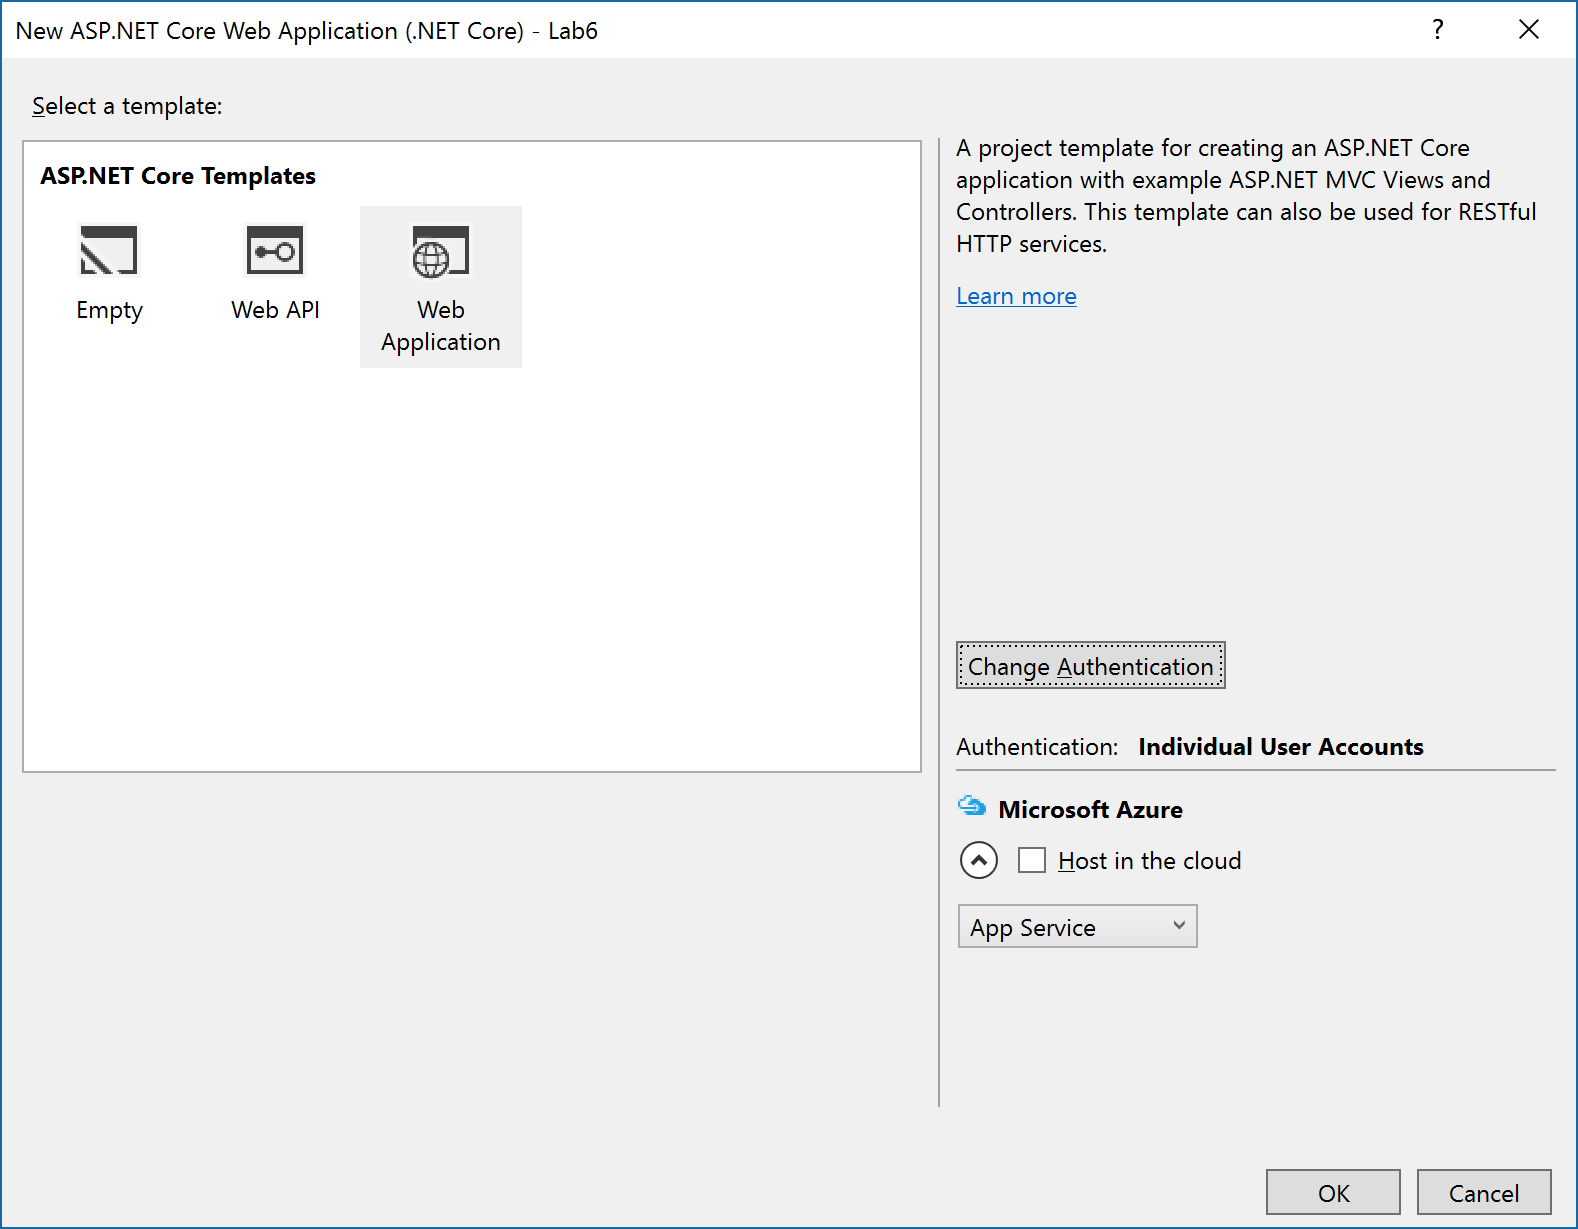 New ASP.NET Core Web Application (.NET Core) - Lab6
?
Select a template:
ASP.NET Core Templates
Empty
Web API
Web
Application
A project template for creating an ASP.NET Core
application with example ASP.NET MVC Views and
Controllers. This template can also be used for RESTful
HTTP services.
Learn more
Change Authentication
Authentication: Individual User Accounts
Microsoft Azure
Host in the cloud
App Service
OK
Cancel